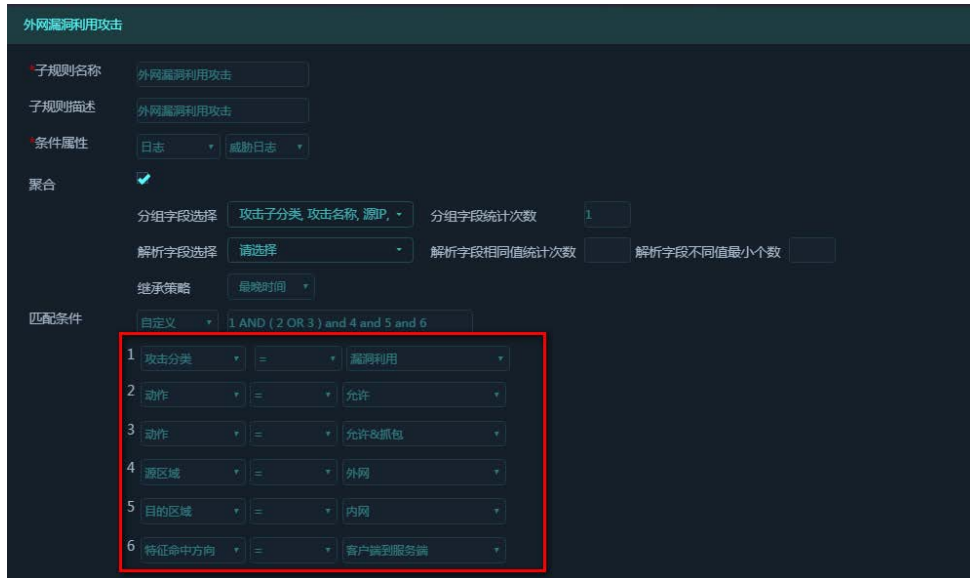 外网漏洞利用攻击
*子规则名称 外网漏洞利用攻击
子规则描述 外网漏洞利用攻击
*条件属性 日志 威胁日志
聚合
分组字段选择 攻击子分类, 攻击名称, 源IP, 分组字段统计次数 1
解析字段选择 请选择 解析字段相同值统计次数 解析字段不同值最小个数
继承策略 最晚时间
匹配条件 自定义 1 AND ( 2 OR 3 ) and 4 and 5 and 6
1 攻击分类 = 漏洞利用
2 动作 = 允许
3 动作 = 允许&抓包
4 源区域 = 外网
5 目的区域 = 内网
6 特征命中方向 = 客户端到服务端